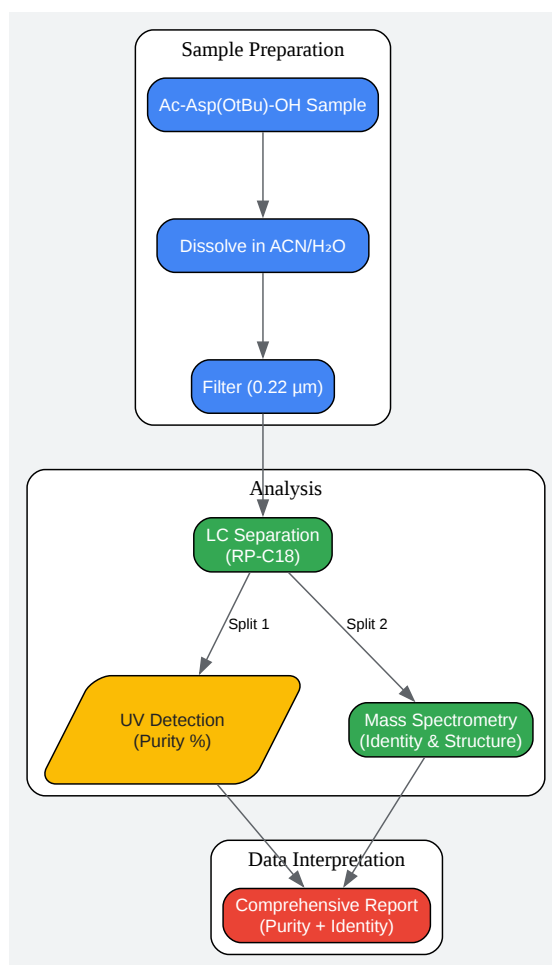 Sample Preparation
Ac-Asp(OtBu)-OH Sample
Dissolve in ACN/H₂O
Filter (0.22 µm)
Analysis
LC Separation
(RP-C18)
Split 1
Split 2
UV Detection
(Purity %)
Mass Spectrometry
(Identity & Structure)
Data Interpretation
Comprehensive Report
(Purity + Identity)